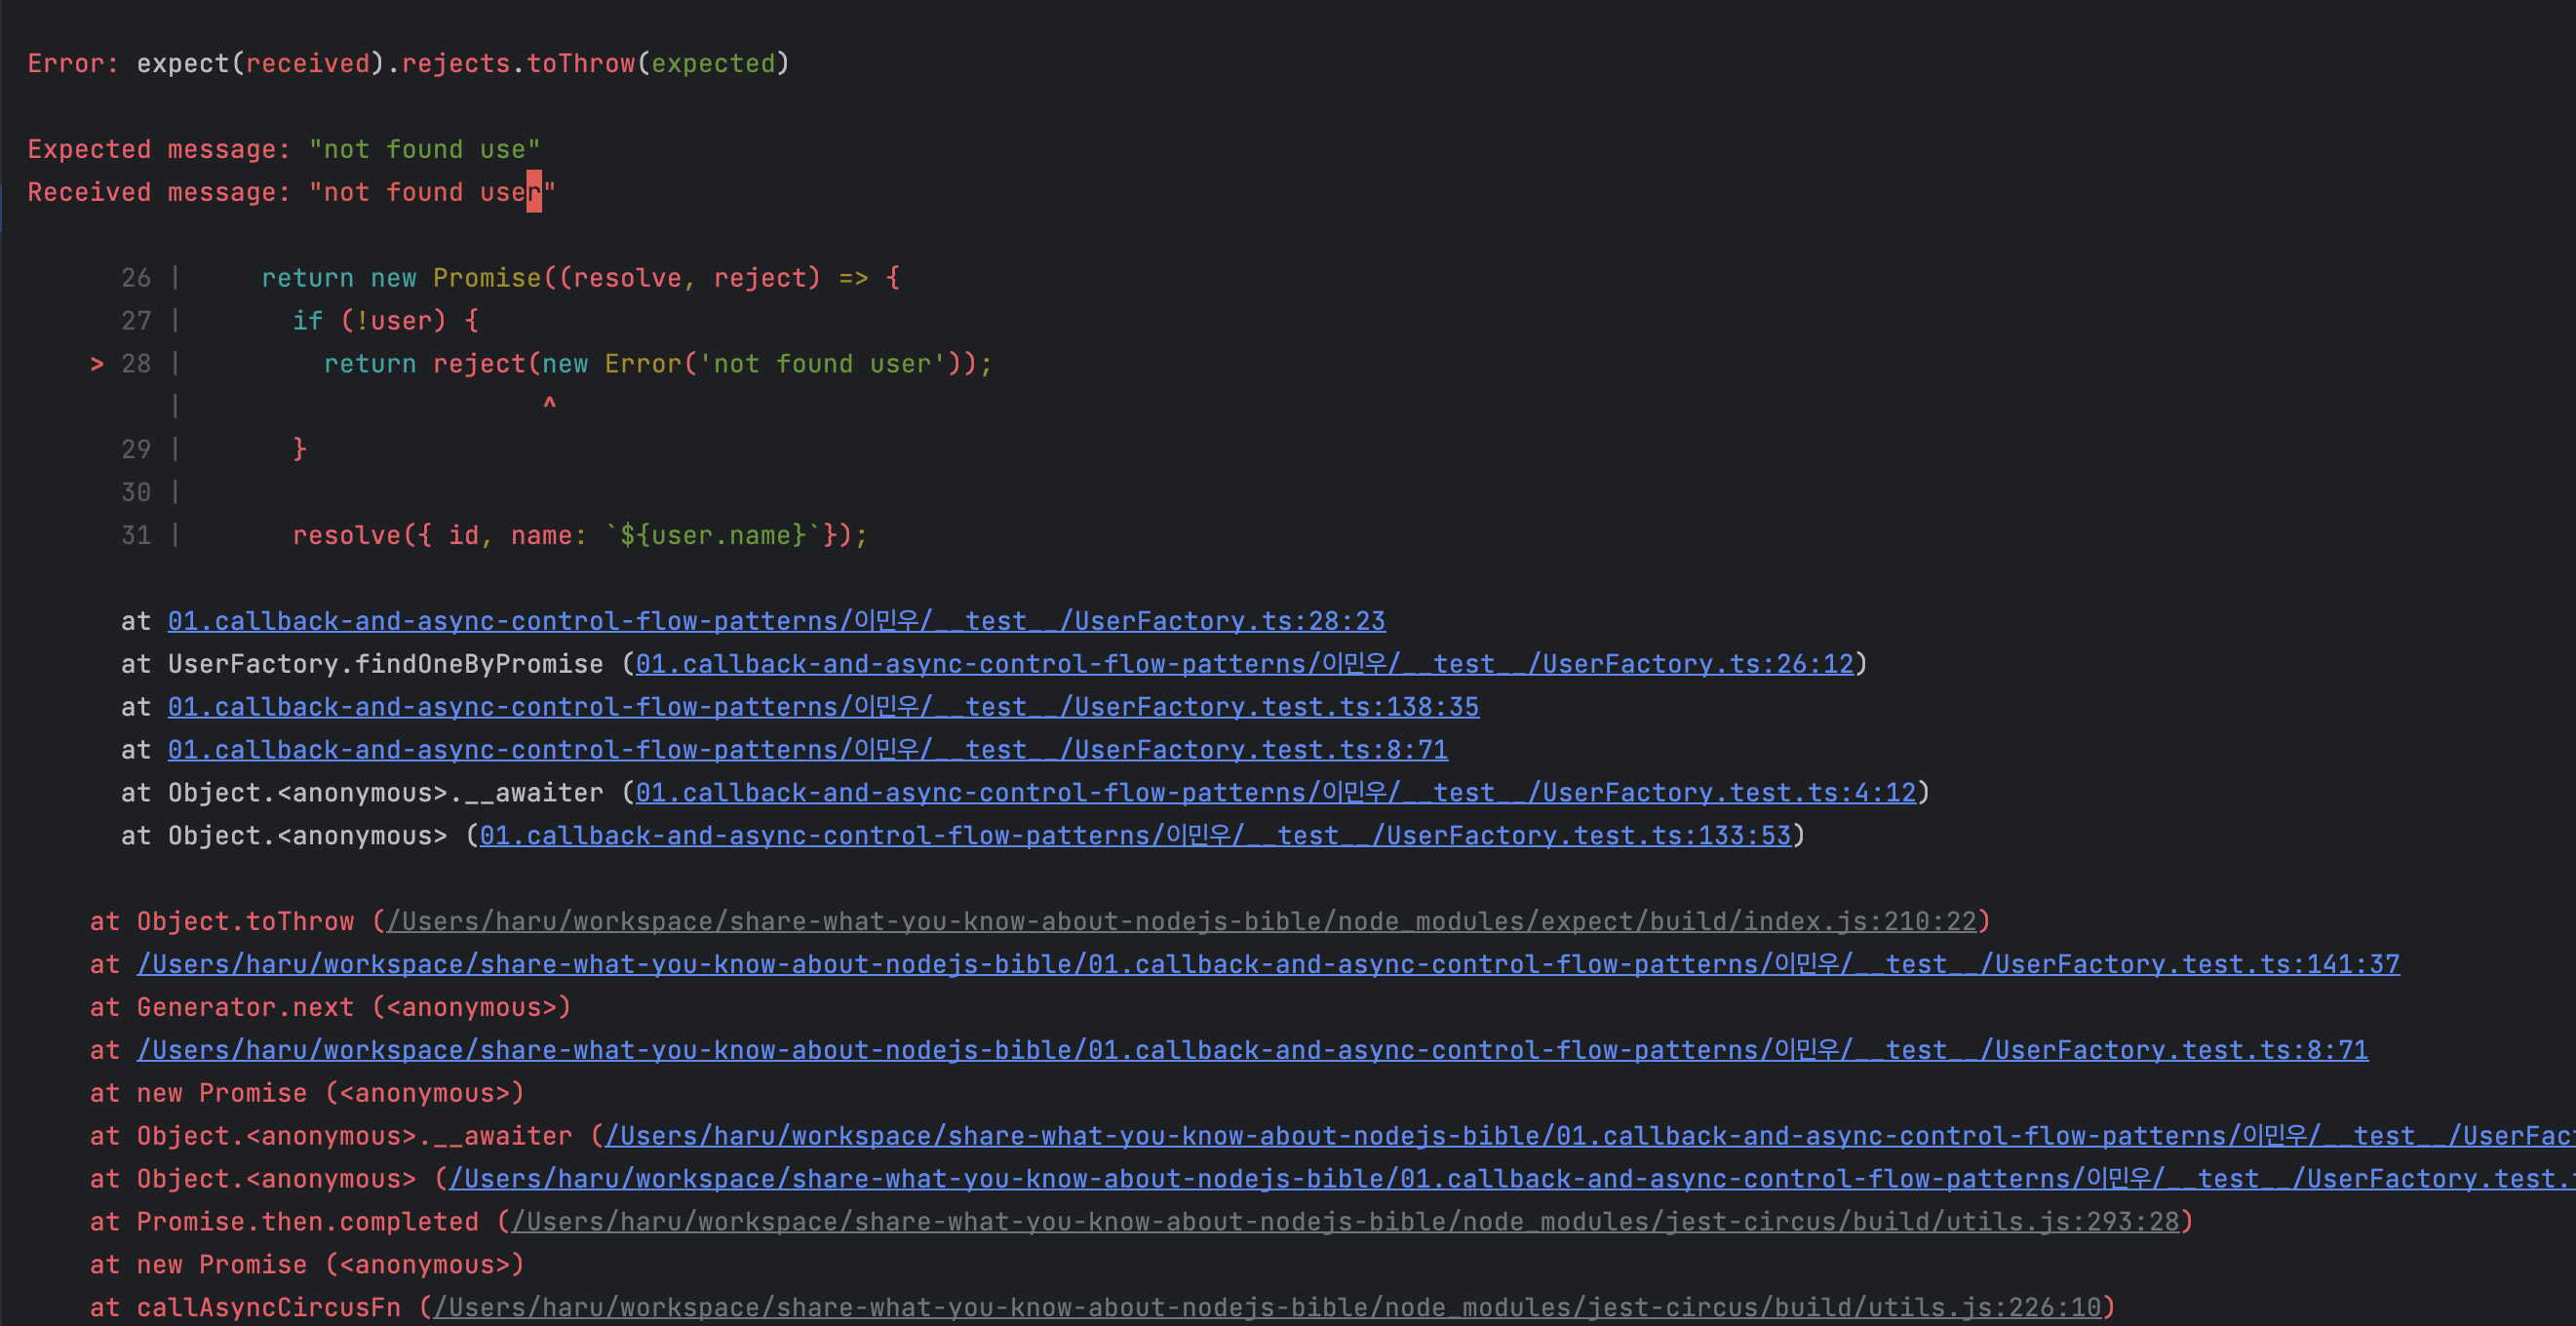 Error: expect(received).rejects.toThrow(expected)
Expected message: "not found use"
Received message: "not found user"
26 |     return new Promise((resolve, reject) => {
27 |       if (!user) {
> 28 |         return reject(new Error('not found user'));
|                       ^
29 |       }
30 |
31 |       resolve({ id, name: `${user.name}`});
at 01.callback-and-async-control-flow-patterns/이민우/__test__/UserFactory.ts:28:23
at UserFactory.findOneByPromise (01.callback-and-async-control-flow-patterns/이민우/__test__/UserFactory.ts:26:12)
at 01.callback-and-async-control-flow-patterns/이민우/__test__/UserFactory.test.ts:138:35
at 01.callback-and-async-control-flow-patterns/이민우/__test__/UserFactory.test.ts:8:71
at Object.<anonymous>.__awaiter (01.callback-and-async-control-flow-patterns/이민우/__test__/UserFactory.test.ts:4:12)
at Object.<anonymous> (01.callback-and-async-control-flow-patterns/이민우/__test__/UserFactory.test.ts:133:53)
at Object.toThrow (/Users/haru/workspace/share-what-you-know-about-nodejs-bible/node_modules/expect/build/index.js:210:22)
at /Users/haru/workspace/share-what-you-know-about-nodejs-bible/01.callback-and-async-control-flow-patterns/이민우/__test__/UserFactory.test.ts:141:37
at Generator.next (<anonymous>)
at /Users/haru/workspace/share-what-you-know-about-nodejs-bible/01.callback-and-async-control-flow-patterns/이민우/__test__/UserFactory.test.ts:8:71
at new Promise (<anonymous>)
at Object.<anonymous>.__awaiter (/Users/haru/workspace/share-what-you-know-about-nodejs-bible/01.callback-and-async-control-flow-patterns/이민우/__test__/UserFac
at Object.<anonymous> (/Users/haru/workspace/share-what-you-know-about-nodejs-bible/01.callback-and-async-control-flow-patterns/이민우/__test__/UserFactory.test.
at Promise.then.completed (/Users/haru/workspace/share-what-you-know-about-nodejs-bible/node_modules/jest-circus/build/utils.js:293:28)
at new Promise (<anonymous>)
at callAsyncCircusFn (/Users/haru/workspace/share-what-you-know-about-nodejs-bible/node_modules/jest-circus/build/utils.js:226:10)